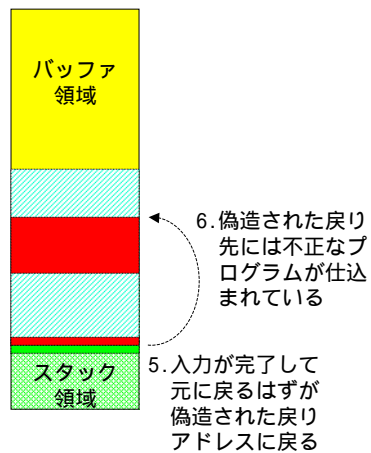 バッファ
領域
6.偽造された戻り
先には不正なプ
ログラムが仕込
まれている
5.入力が完了して
元に戻るはずが
偽造された戻り
アドレスに戻る
スタック
領域